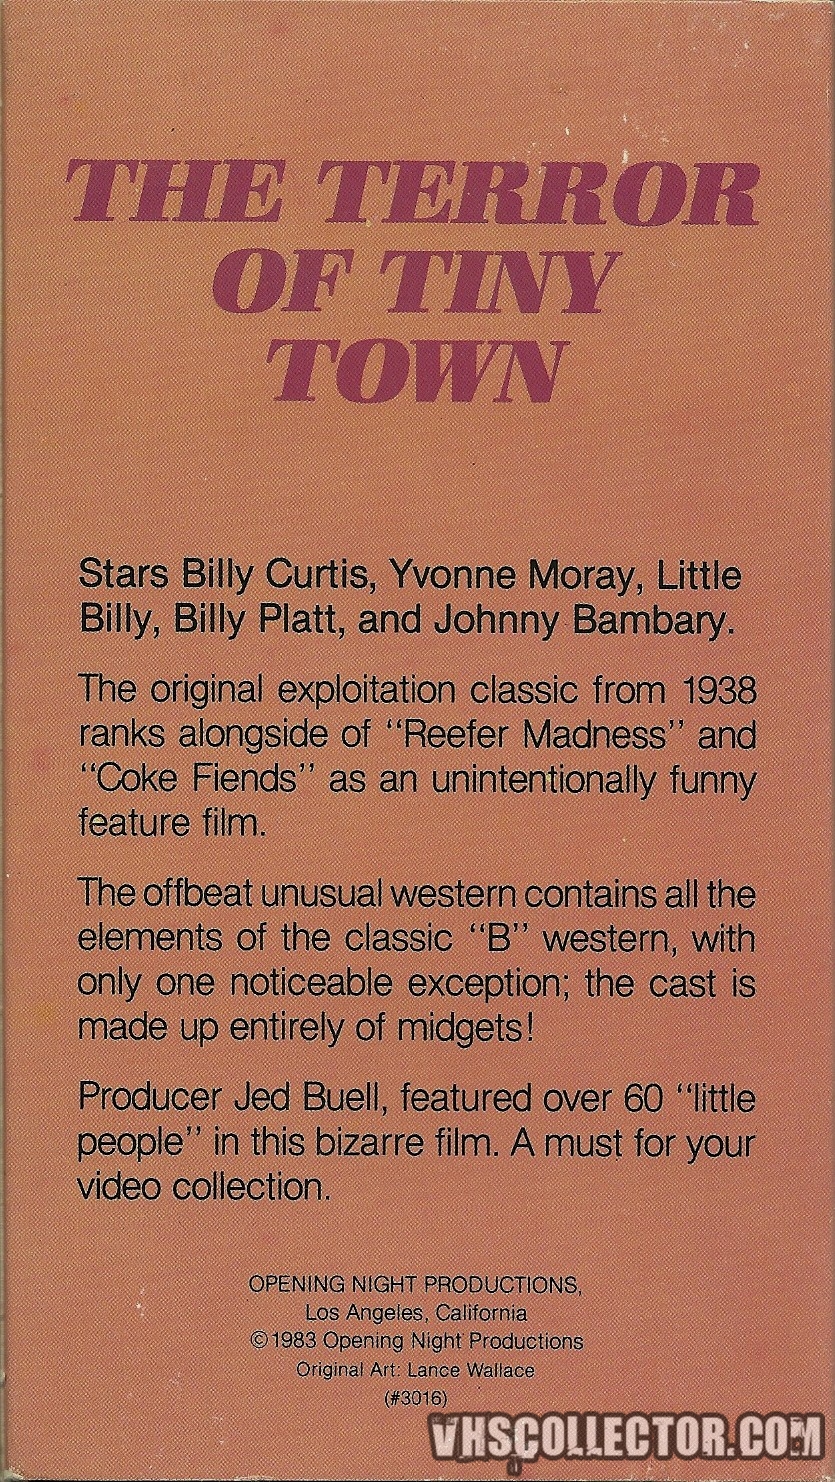 THE TERROR
OF TINY
TOWN
Stars Billy Curtis, Yvonne Moray, Little
Billy, Billy Platt, and Johnny Bambary.
The original exploitation classic from 1938
ranks alongside of "Reefer Madness" and
"Coke Fiends" as an unintentionally funny
feature film.
The offbeat unusual western contains all the
elements of the classic "B" western, with
only one noticeable exception; the cast is
made up entirely of midgets!
Producer Jed Buell, featured over 60 "little
people" in this bizarre film. A must for your
video collection.
OPENING NIGHT PRODUCTIONS,
Los Angeles, California
©1983 Opening Night Productions
Original Art: Lance Wallace
(#3016)
VHSCOLLECTOR.COM